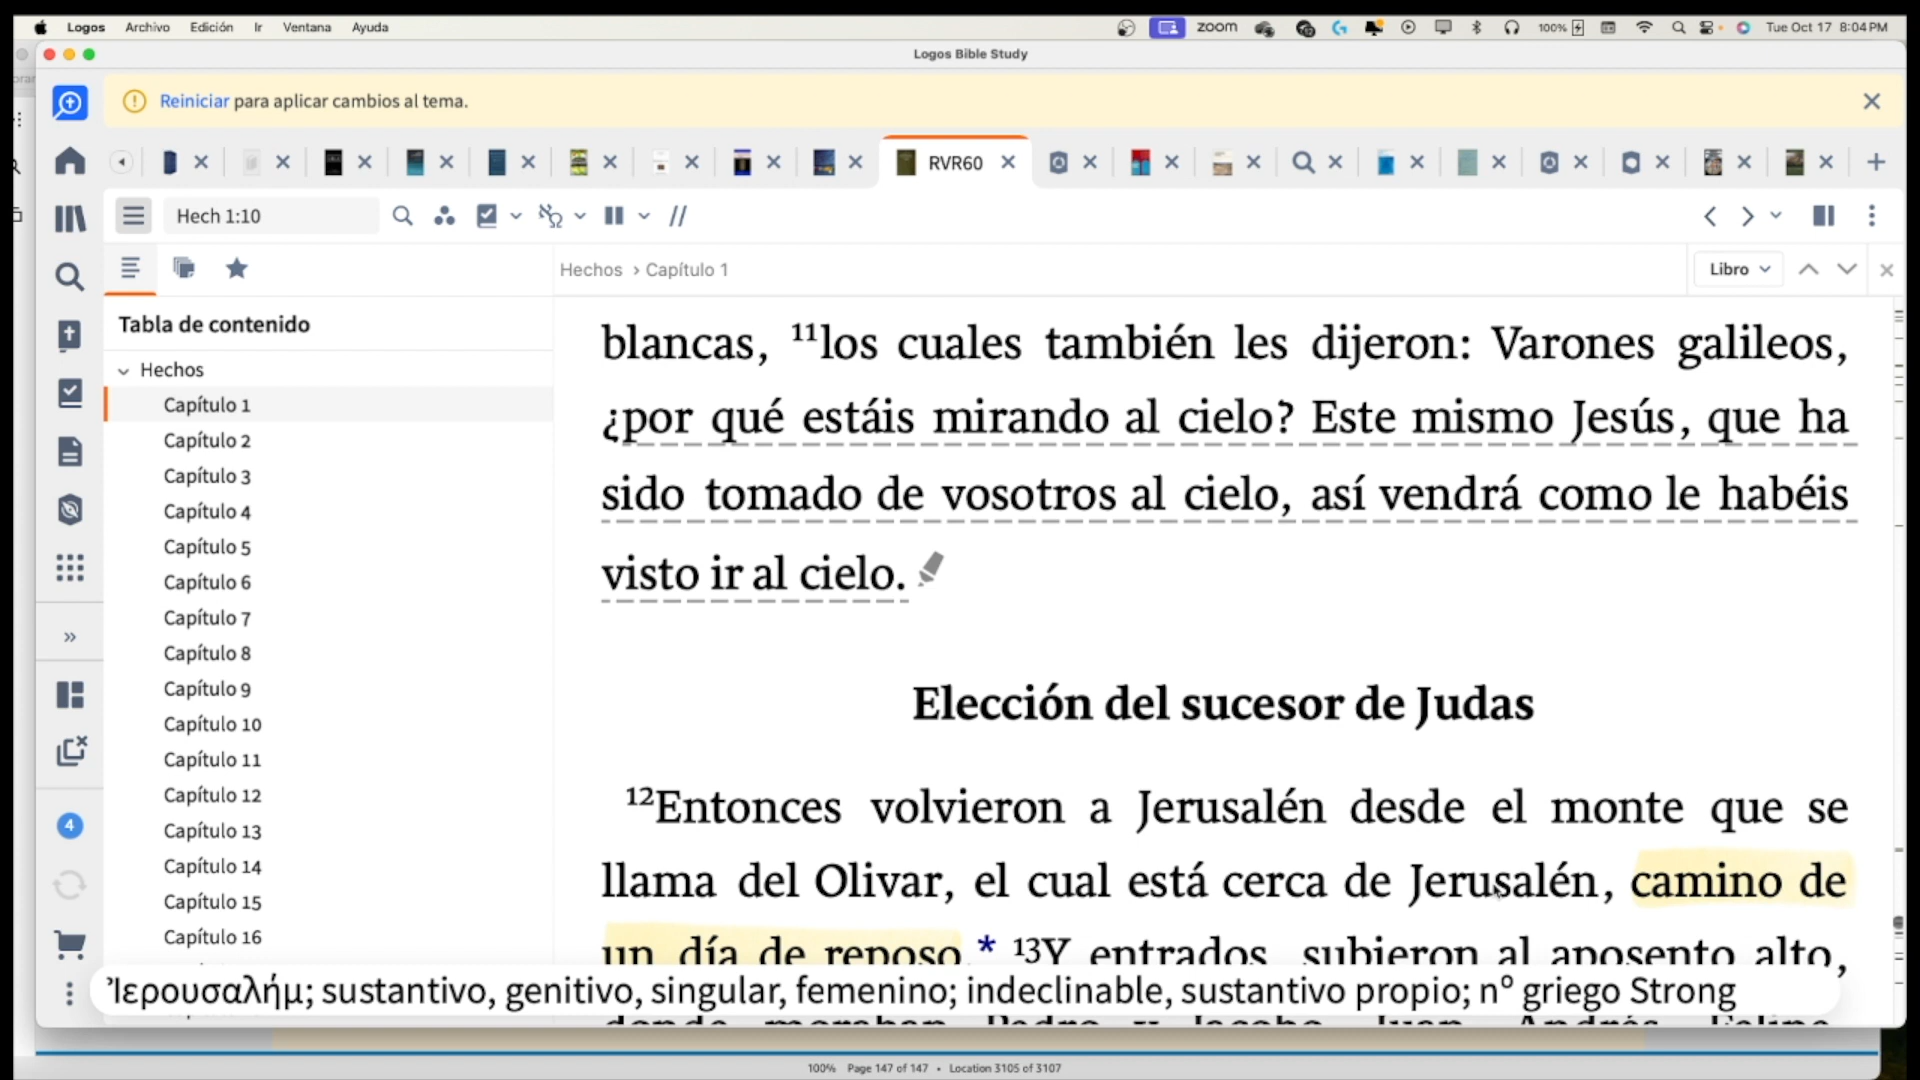 Logos Archivo Edición Ir Ventana Ayuda zoom 100% Tue Oct 17 8:04 PM
Logos Bible Study
Reiniciar para aplicar cambios al tema.
RVR60
Hech 1:10
Hechos › Capítulo 1
Libro
Tabla de contenido
Hechos
Capítulo 1
Capítulo 2
Capítulo 3
Capítulo 4
Capítulo 5
Capítulo 6
Capítulo 7
Capítulo 8
Capítulo 9
Capítulo 10
Capítulo 11
Capítulo 12
Capítulo 13
Capítulo 14
Capítulo 15
Capítulo 16
4
blancas, ¹¹los cuales también les dijeron: Varones galileos,
¿por qué estáis mirando al cielo? Este mismo Jesús, que ha
sido tomado de vosotros al cielo, así vendrá como le habéis
visto ir al cielo.
Elección del sucesor de Judas
¹²Entonces volvieron a Jerusalén desde el monte que se
llama del Olivar, el cual está cerca de Jerusalén, camino de
un día de reposo.* ¹³Y entrados, subieron al aposento alto,
donde moraban Pedro y Jacobo, Juan, Andrés, Felipe,
Ἰερουσαλήμ; sustantivo, genitivo, singular, femenino; indeclinable, sustantivo propio; nº griego Strong
100% Page 147 of 147 • Location 3105 of 3107